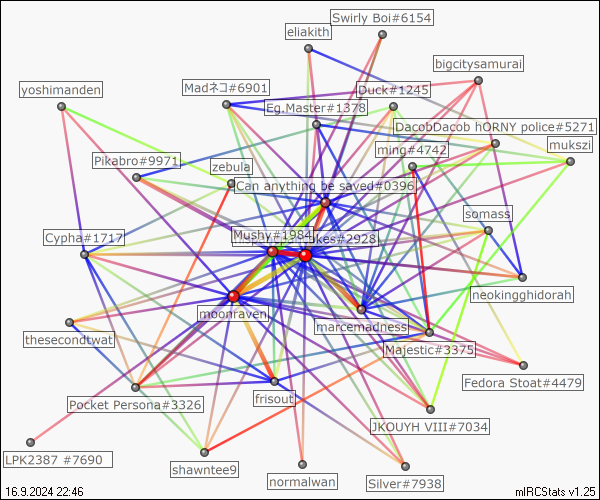 Swirly Boi#6154
eliakith
bigcitysamurai
yoshimanden
Madネコ#6901
Duck#1245
Eg.Master#1378
DacobDacob hORNY police#5271
mukszi
ming#4742
Pikabro#9971
zebula
Can anything be saved#0396
somass
Cypha#1717
Mushy#1984
okes#2928
neokingghidorah
moonraven
marcemadness
thesecondtwat
Majestic#3375
Fedora Stoat#4479
Pocket Persona#3326
frisout
JKOUYH VIII#7034
LPK2387 #7690
shawntee9
normalwan
Silver#7938
16.9.2024 22:46
mIRCStats v1.25